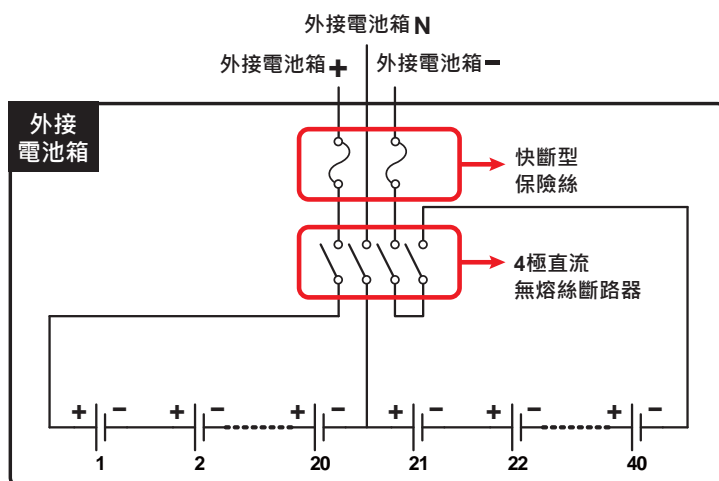 外接電池箱N
外接電池箱+ 外接電池箱−
外接
電池箱
快斷型
保險絲
4極直流
無熔絲斷路器
+ − + − + − + − + − + −
1 2 20 21 22 40